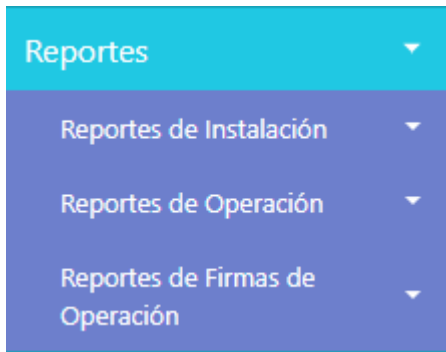 Reportes
Reportes de Instalación
Reportes de Operación
Reportes de Firmas de
Operación